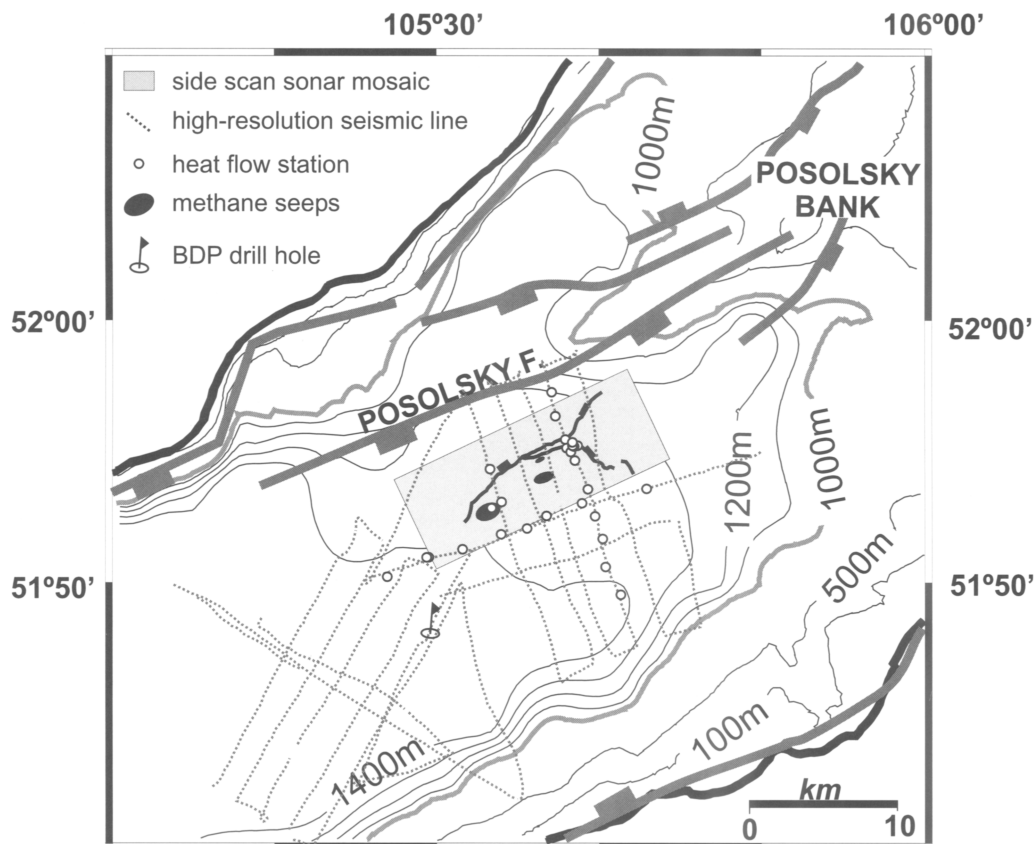 105º30’
106º00’
side scan sonar mosaic
high-resolution seismic line
heat flow station
methane seeps
BDP drill hole
1000m
POSOLSKY
BANK
52º00’
52º00’
POSOLSKY F.
1200m
1000m
500m
51º50’
51º50’
100m
1400m
km
0
10